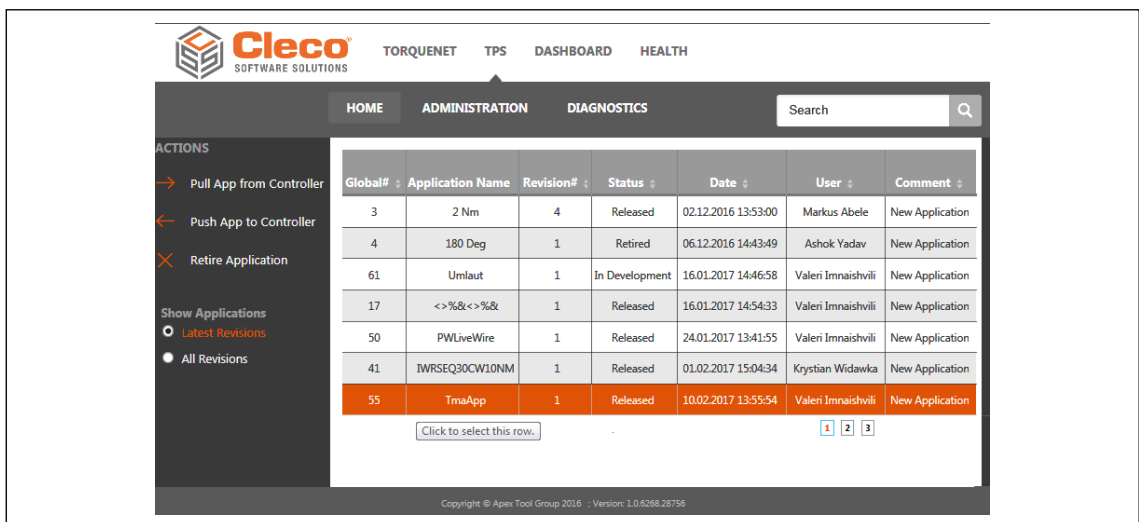 Cleco®
SOFTWARE SOLUTIONS
TORQUENET TPS DASHBOARD HEALTH
HOME ADMINISTRATION DIAGNOSTICS Search
ACTIONS
Pull App from Controller
Push App to Controller
Retire Application
Show Applications
Latest Revisions
All Revisions
Global# Application Name Revision# Status Date User Comment
3 2 Nm 4 Released 02.12.2016 13:53:00 Markus Abele New Application
4 180 Deg 1 Retired 06.12.2016 14:43:49 Ashok Yadav New Application
61 Umlaut 1 In Development 16.01.2017 14:46:58 Valeri Imnaishvili New Application
17 <>%&<>%& 1 Released 16.01.2017 14:54:33 Valeri Imnaishvili New Application
50 PWLiveWire 1 Released 24.01.2017 13:41:55 Valeri Imnaishvili New Application
41 IWRSEQ30CW10NM 1 Released 01.02.2017 15:04:34 Krystian Widawka New Application
55 TmaApp 1 Released 10.02.2017 13:55:54 Valeri Imnaishvili New Application
Click to select this row.
1 2 3
Copyright © Apex Tool Group 2016 : Version: 1.0.6268.28756